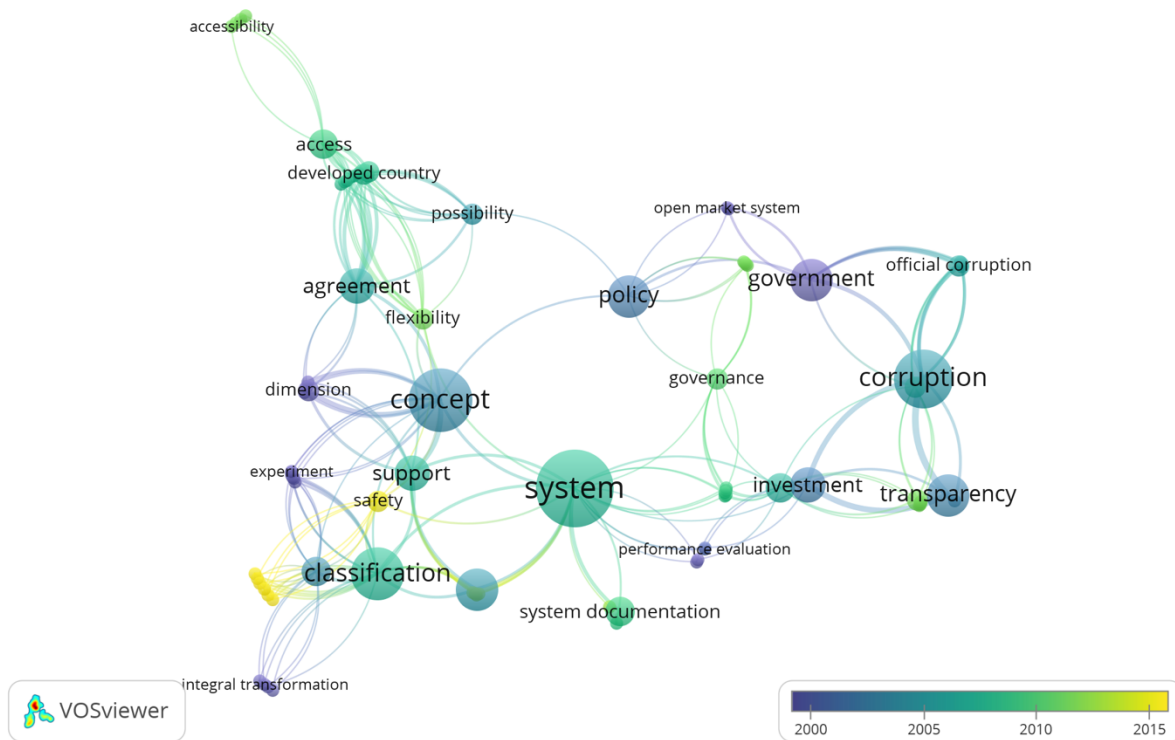 accessibility
access
developed country
possibility
open market system
official corruption
government
agreement
policy
flexibility
corruption
governance
dimension
concept
experiment
support
safety
system
investment
transparency
performance evaluation
classification
system documentation
integral transformation
VOSviewer
2000 2005 2010 2015